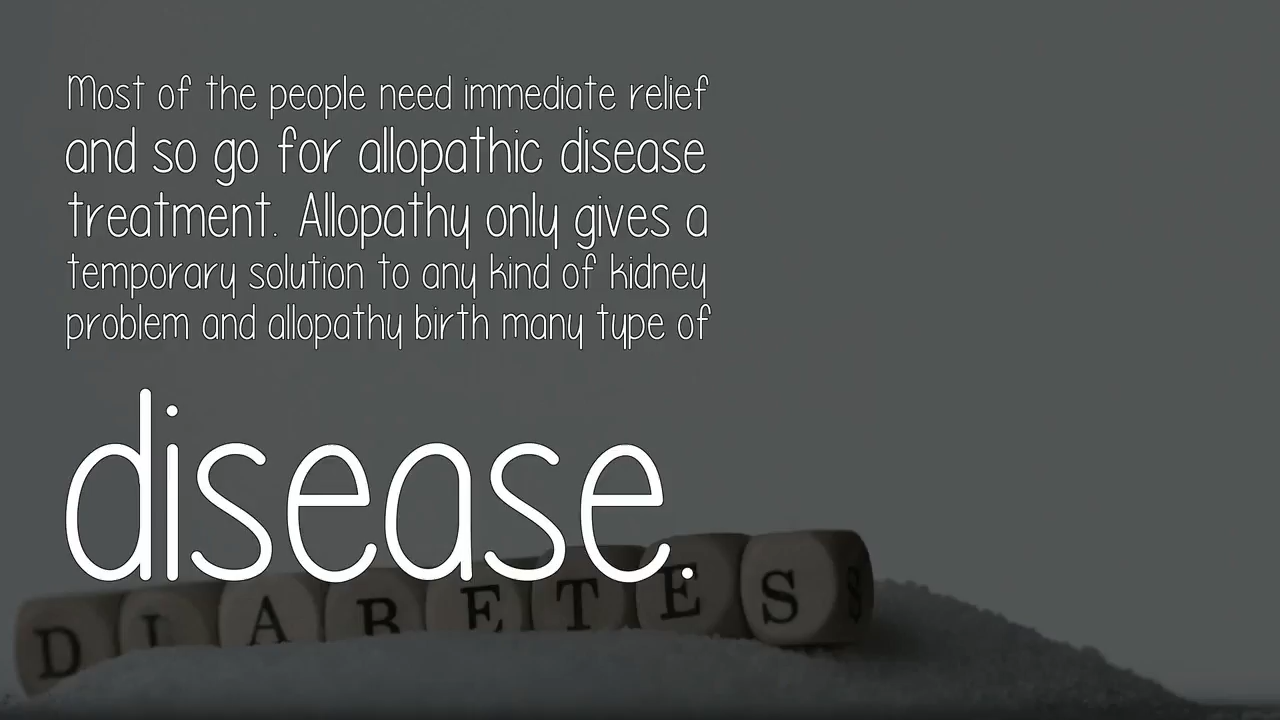 Most of the people need immediate relief
and so go for allopathic disease
treatment. Allopathy only gives a
temporary solution to any kind of kidney
problem and allopathy birth many type of
disease.
DIABETES S